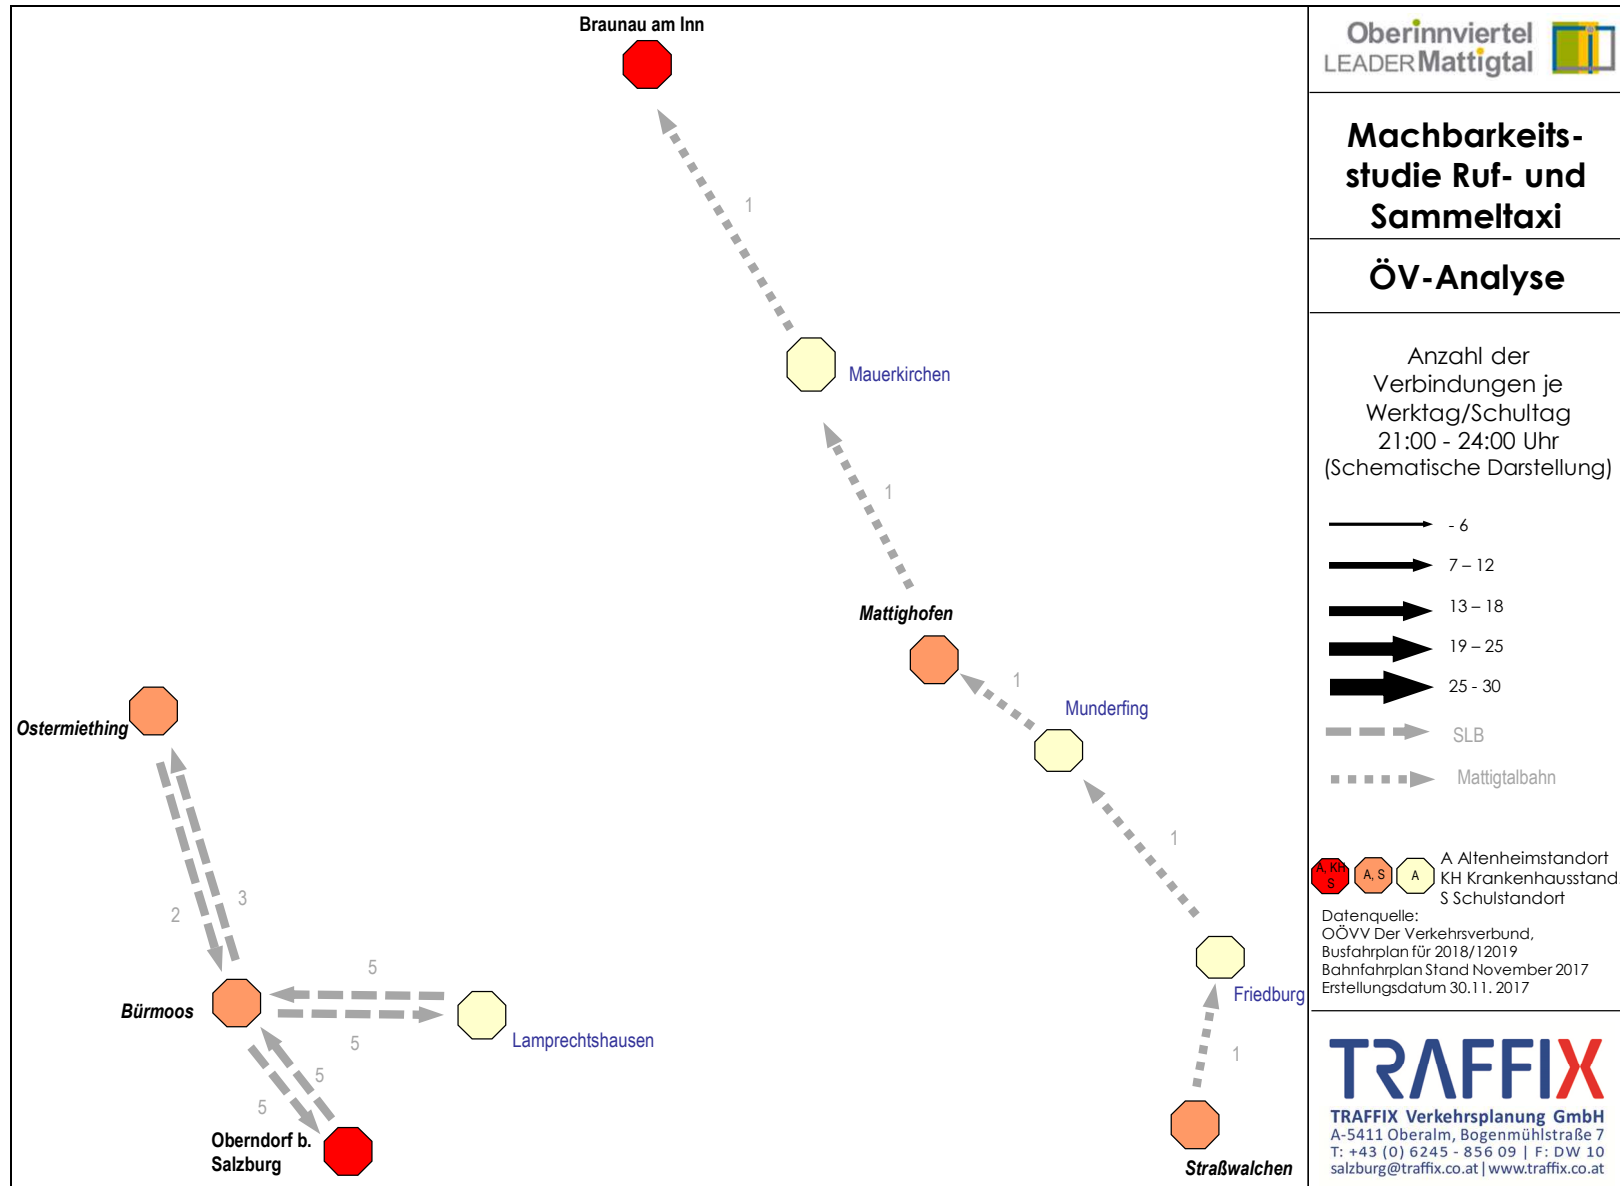 Braunau am Inn
1
Mauerkirchen
1
Mattighofen
1
Munderfing
Ostermiething
1
3
2
Friedburg
5
Bürmoos
Lamprechtshausen
5
1
5
5
Oberndorf b.
Salzburg
Straßwalchen
Oberinnviertel
LEADER Mattigtal
Machbarkeits-
studie Ruf- und
Sammeltaxi
ÖV-Analyse
Anzahl der
Verbindungen je
Werktag/Schultag
21:00 - 24:00 Uhr
(Schematische Darstellung)
- 6
7 – 12
13 – 18
19 – 25
25 - 30
SLB
Mattigtalbahn
A, KH
S
A, S
A
A Altenheimstandort
KH Krankenhausstand
S Schulstandort
Datenquelle:
OÖVV Der Verkehrsverbund,
Busfahrplan für 2018/12019
Bahnfahrplan Stand November 2017
Erstellungsdatum 30.11. 2017
TRAFFIX
TRAFFIX Verkehrsplanung GmbH
A-5411 Oberalm, Bogenmühlstraße 7
T: +43 (0) 6245 - 856 09 | F: DW 10
salzburg@traffix.co.at | www.traffix.co.at